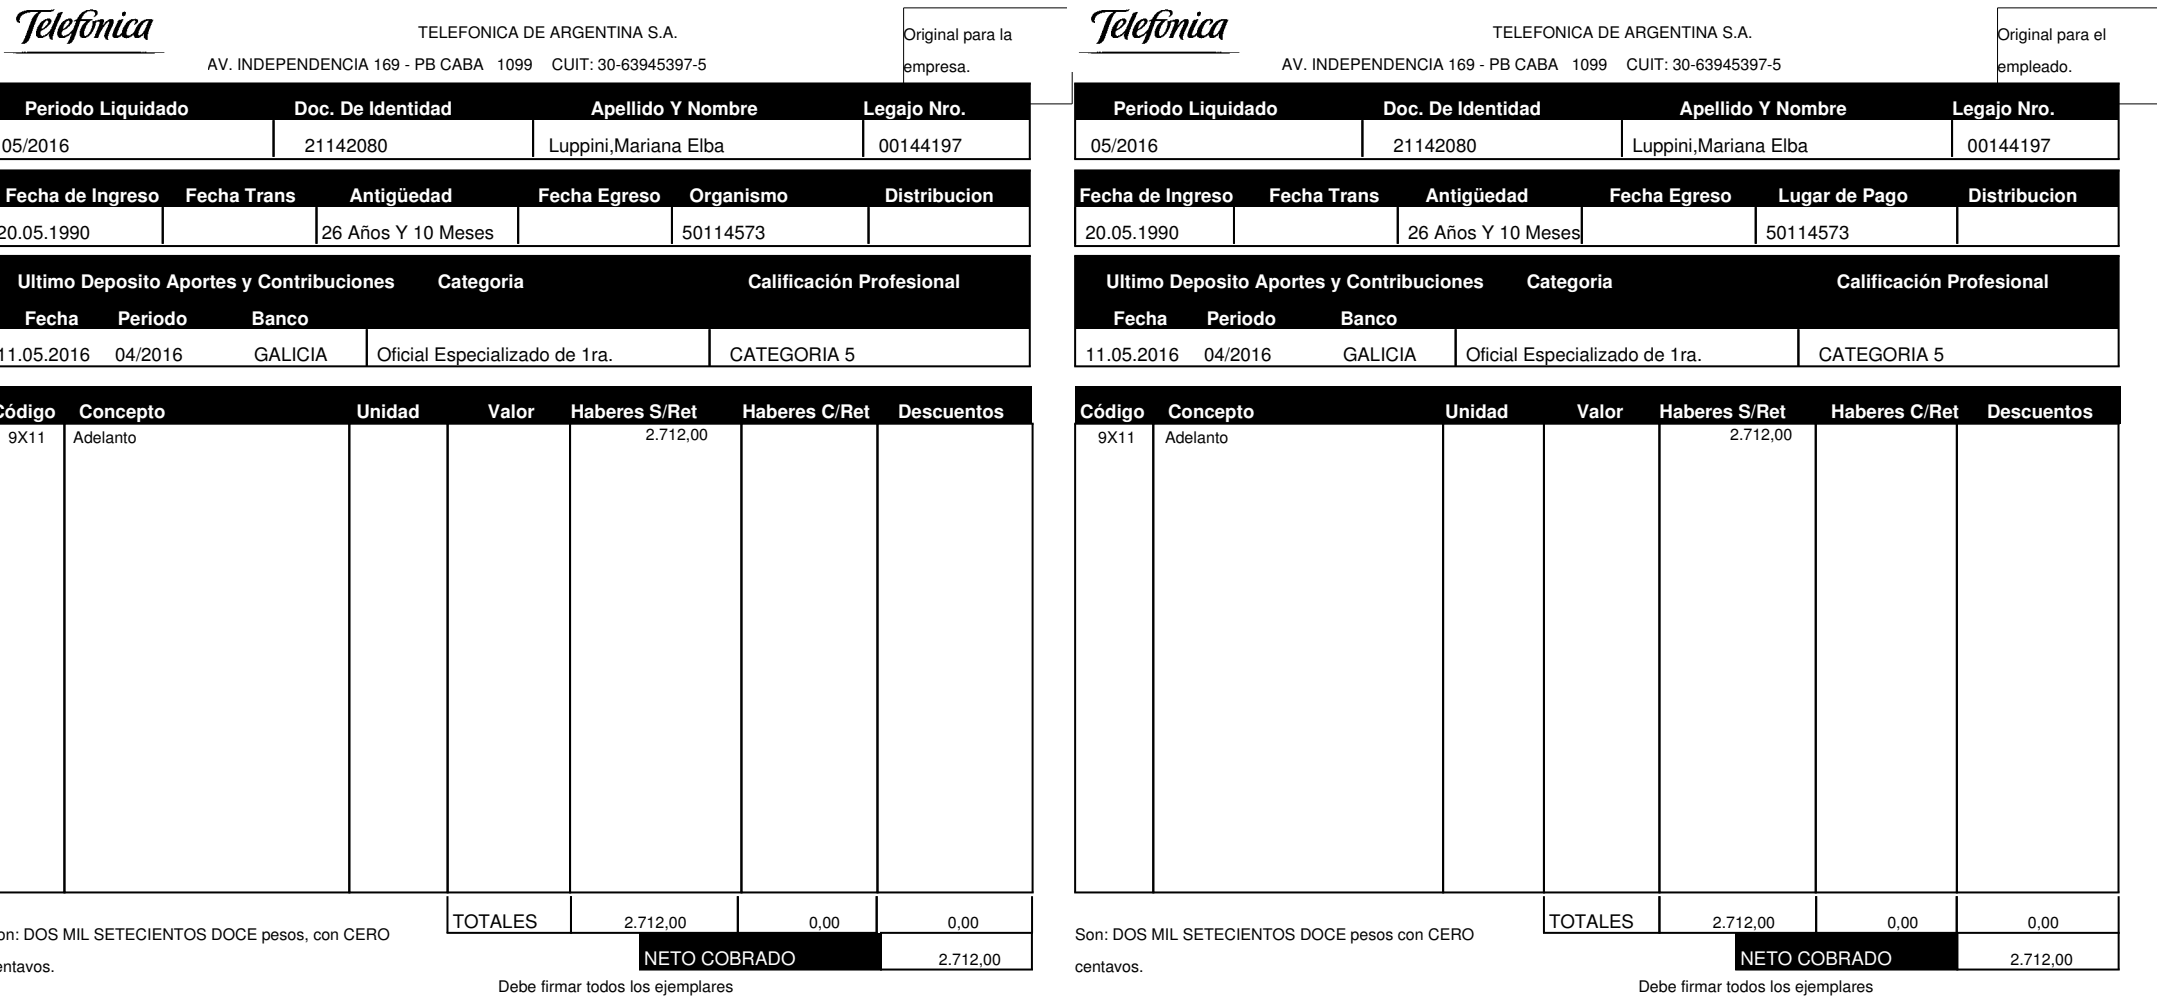 Telefónica
TELEFONICA DE ARGENTINA S.A.
Original para la
AV. INDEPENDENCIA 169 - PB CABA 1099 CUIT: 30-63945397-5
empresa.
Periodo Liquidado Doc. De Identidad Apellido Y Nombre Legajo Nro.
05/2016 21142080 Luppini,Mariana Elba 00144197
Fecha de Ingreso Fecha Trans Antigüedad Fecha Egreso Organismo Distribucion
20.05.1990 26 Años Y 10 Meses 50114573
Ultimo Deposito Aportes y Contribuciones Categoria Calificación Profesional
Fecha Periodo Banco
11.05.2016 04/2016 GALICIA Oficial Especializado de 1ra. CATEGORIA 5
Código Concepto Unidad Valor Haberes S/Ret Haberes C/Ret Descuentos
9X11 Adelanto 2.712,00
TOTALES 2.712,00 0,00 0,00
on: DOS MIL SETECIENTOS DOCE pesos, con CERO
NETO COBRADO 2.712,00
entavos.
Debe firmar todos los ejemplares
Telefónica
TELEFONICA DE ARGENTINA S.A.
Original para el
AV. INDEPENDENCIA 169 - PB CABA 1099 CUIT: 30-63945397-5
empleado.
Periodo Liquidado Doc. De Identidad Apellido Y Nombre Legajo Nro.
05/2016 21142080 Luppini,Mariana Elba 00144197
Fecha de Ingreso Fecha Trans Antigüedad Fecha Egreso Lugar de Pago Distribucion
20.05.1990 26 Años Y 10 Meses 50114573
Ultimo Deposito Aportes y Contribuciones Categoria Calificación Profesional
Fecha Periodo Banco
11.05.2016 04/2016 GALICIA Oficial Especializado de 1ra. CATEGORIA 5
Código Concepto Unidad Valor Haberes S/Ret Haberes C/Ret Descuentos
9X11 Adelanto 2.712,00
TOTALES 2.712,00 0,00 0,00
Son: DOS MIL SETECIENTOS DOCE pesos con CERO
NETO COBRADO 2.712,00
centavos.
Debe firmar todos los ejemplares